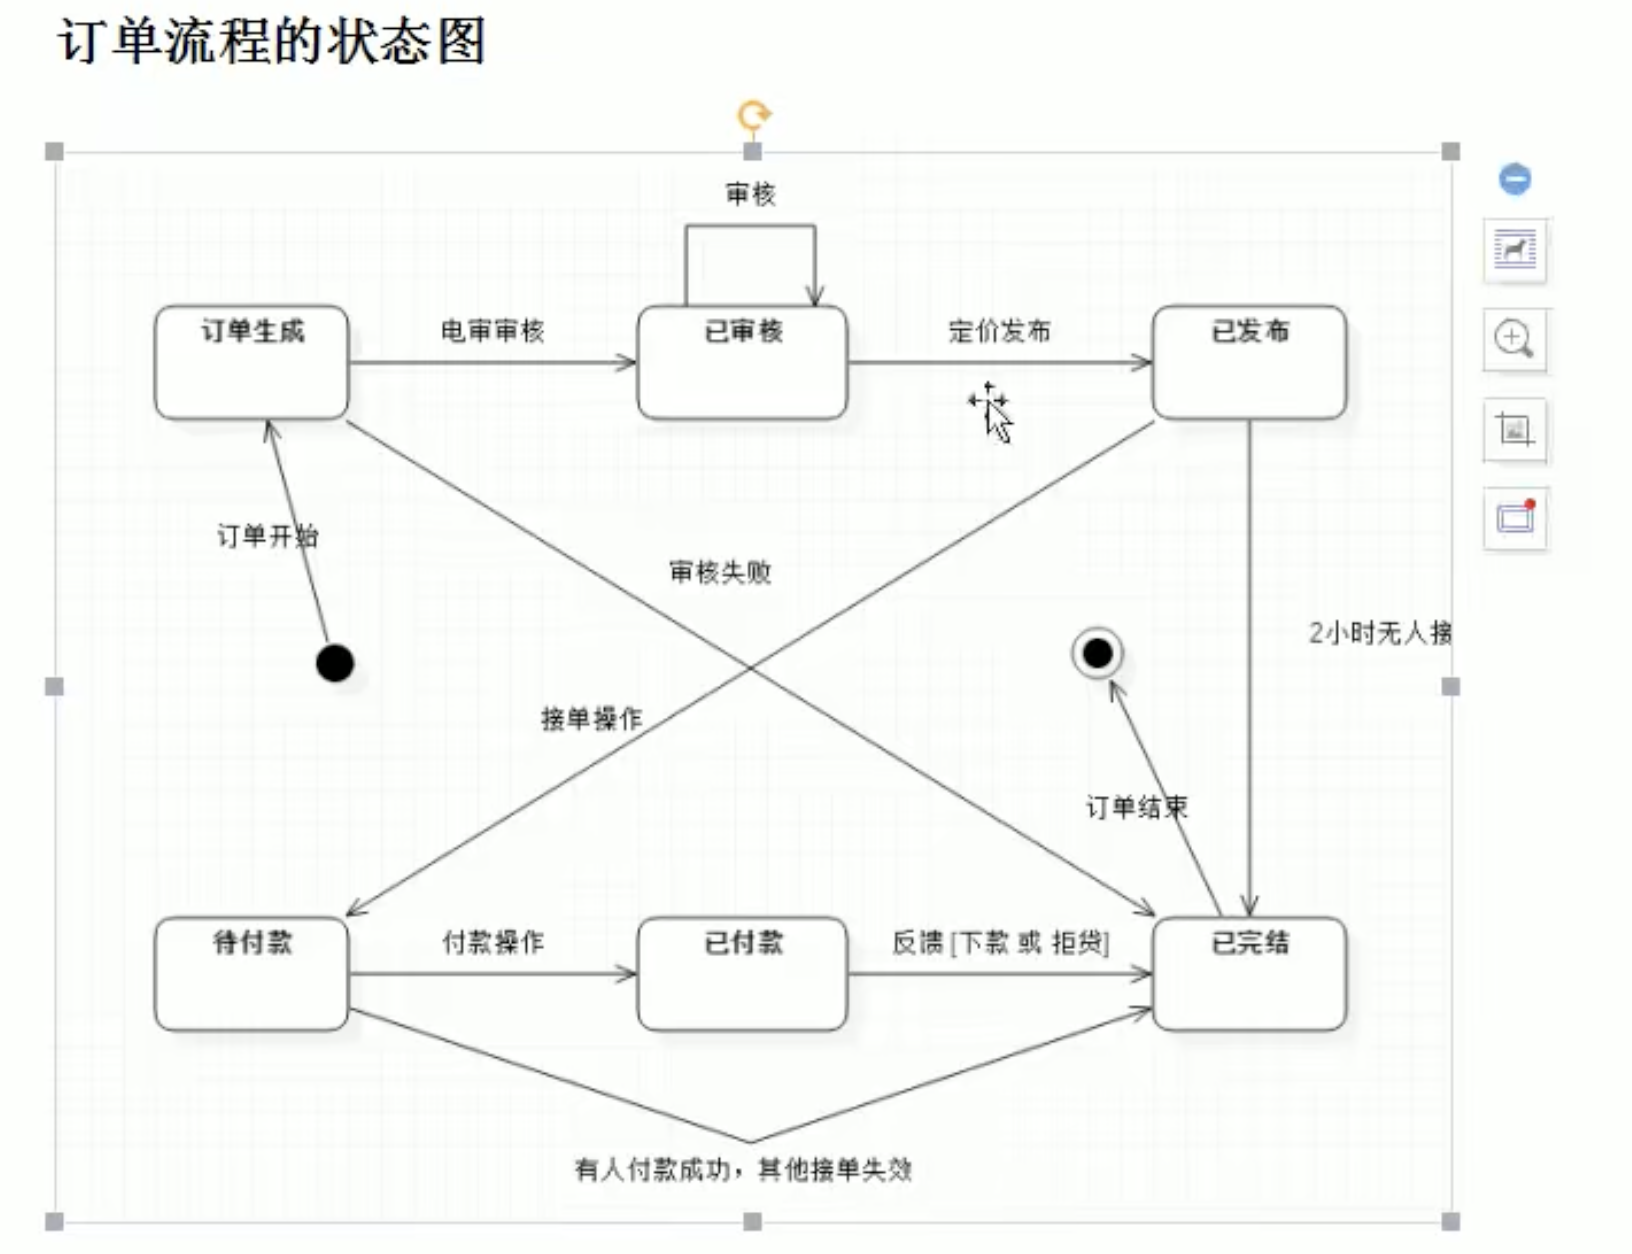 订单流程的状态图
审核
订单生成
电审审核
已审核
定价发布
已发布
订单开始
审核失败
2小时无人接
接单操作
订单结束
待付款
付款操作
已付款
反馈 [下款 或 拒贷]
已完结
有人付款成功，其他接单失效